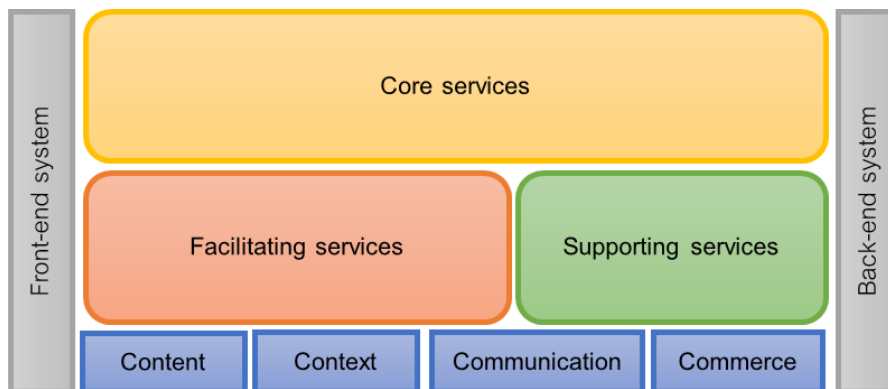 Front-end system
Core services
Back-end system
Facilitating services
Supporting services
Content
Context
Communication
Commerce